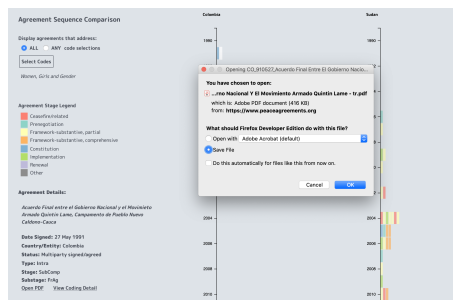 Agreement Sequence Comparison
Display agreements that address:
ALL ANY code selections
Select Codes
Women, Girls and Gender
Agreement Stage Legend
Ceasefire/related
Prenegotiation
Framework-substantive, partial
Framework-substantive, comprehensive
Constitution
Implementation
Renewal
Other
Agreement Details:
Acuerdo Final entre el Gobierno Nacional y el Movimiento
Armado Quintin Lame, Campamento de Pueblo Nuevo
Caldono-Cauca
Date Signed: 27 May 1991
Country/Entity: Colombia
Status: Multiparty signed/agreed
Type: Intra
Stage: SubComp
Substage: FrAg
Open PDF View Coding Detail
Colombia
1990
2004
2006
2008
2010
Sudan
1990
2004
2006
2008
2010
Opening CO_910527_Acuerdo Final Entre El Gobierno Nacio...
You have chosen to open:
...rno Nacional Y El Movimiento Armado Quintin Lame - tr.pdf
which is: Adobe PDF document (416 KB)
from: https://www.peaceagreements.org
What should Firefox Developer Edition do with this file?
Open with Adobe Acrobat (default)
Save File
Do this automatically for files like this from now on.
Cancel OK